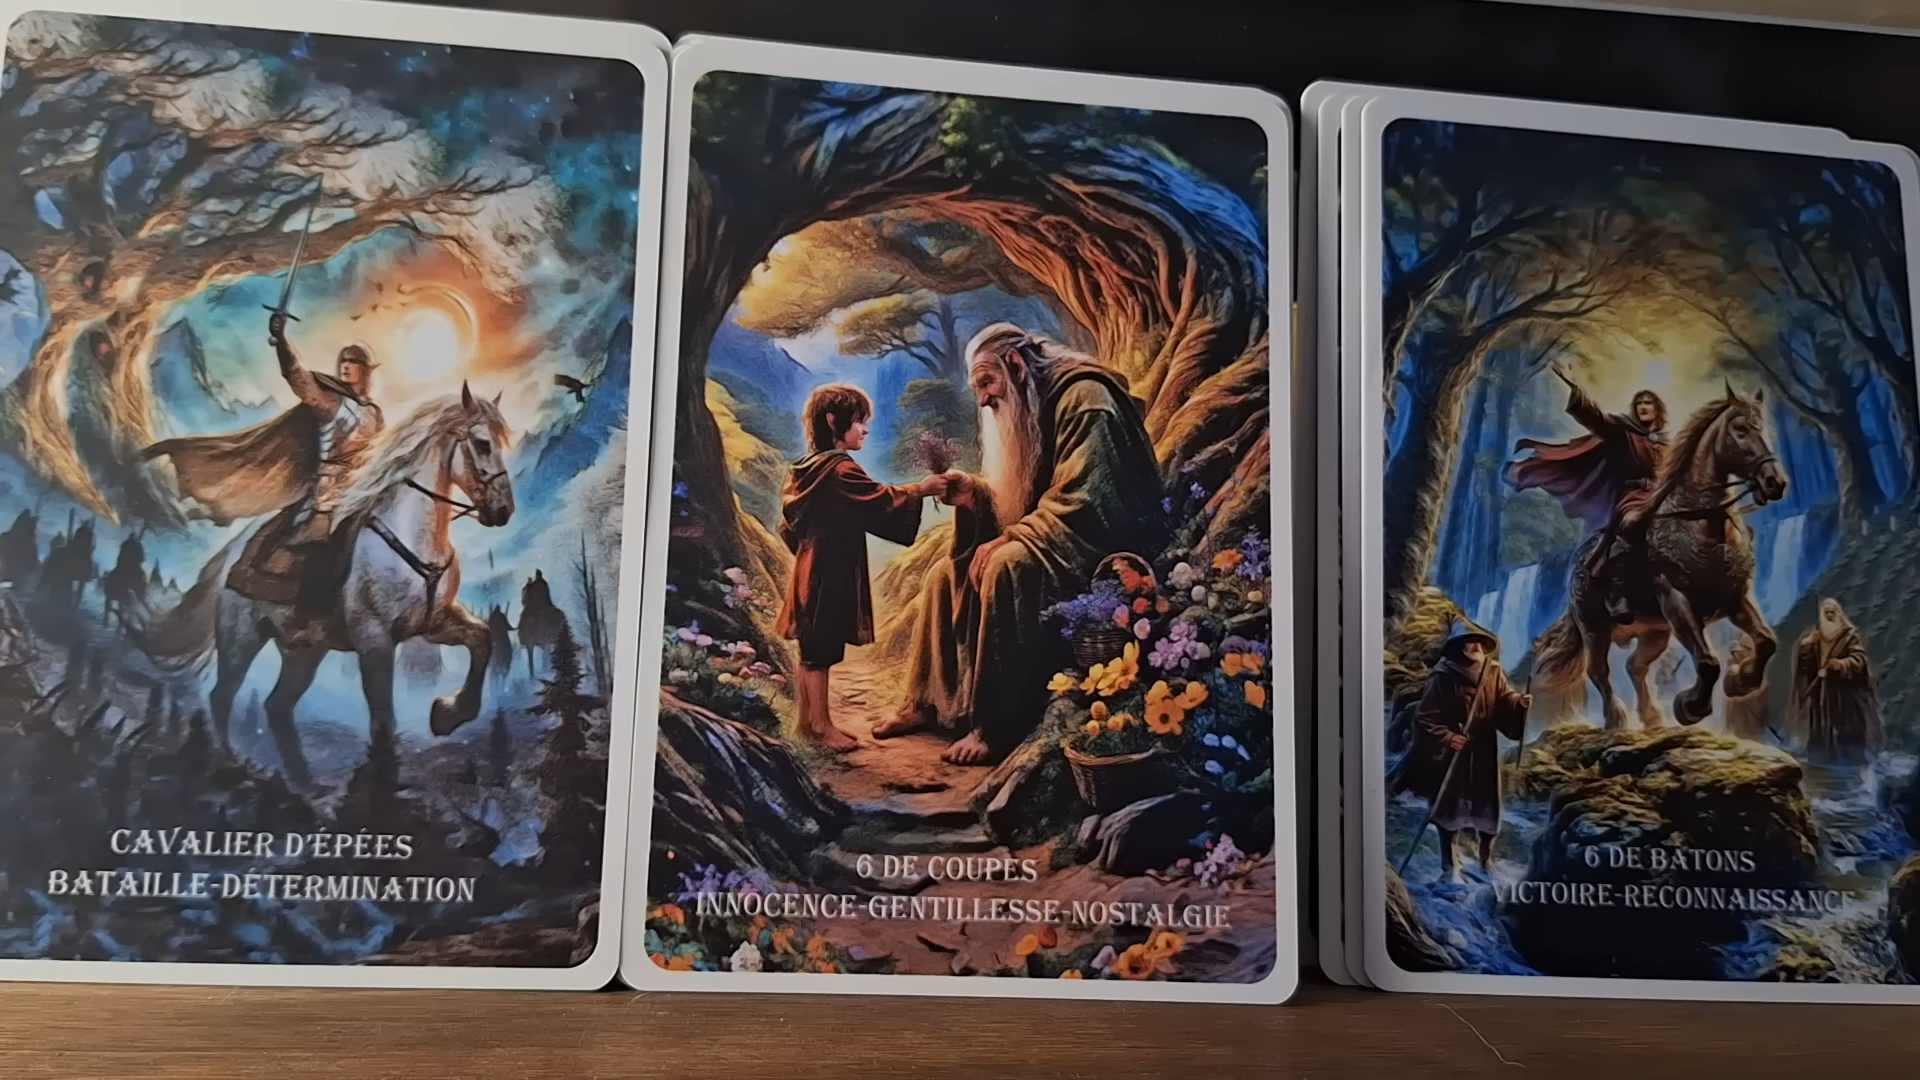 CAVALIER D'ÉPÉES
BATAILLE-DÉTERMINATION
6 DE COUPES
INNOCENCE-GENTILLESSE-NOSTALGIE
6 DE BATONS
VICTOIRE-RECONNAISSANCE